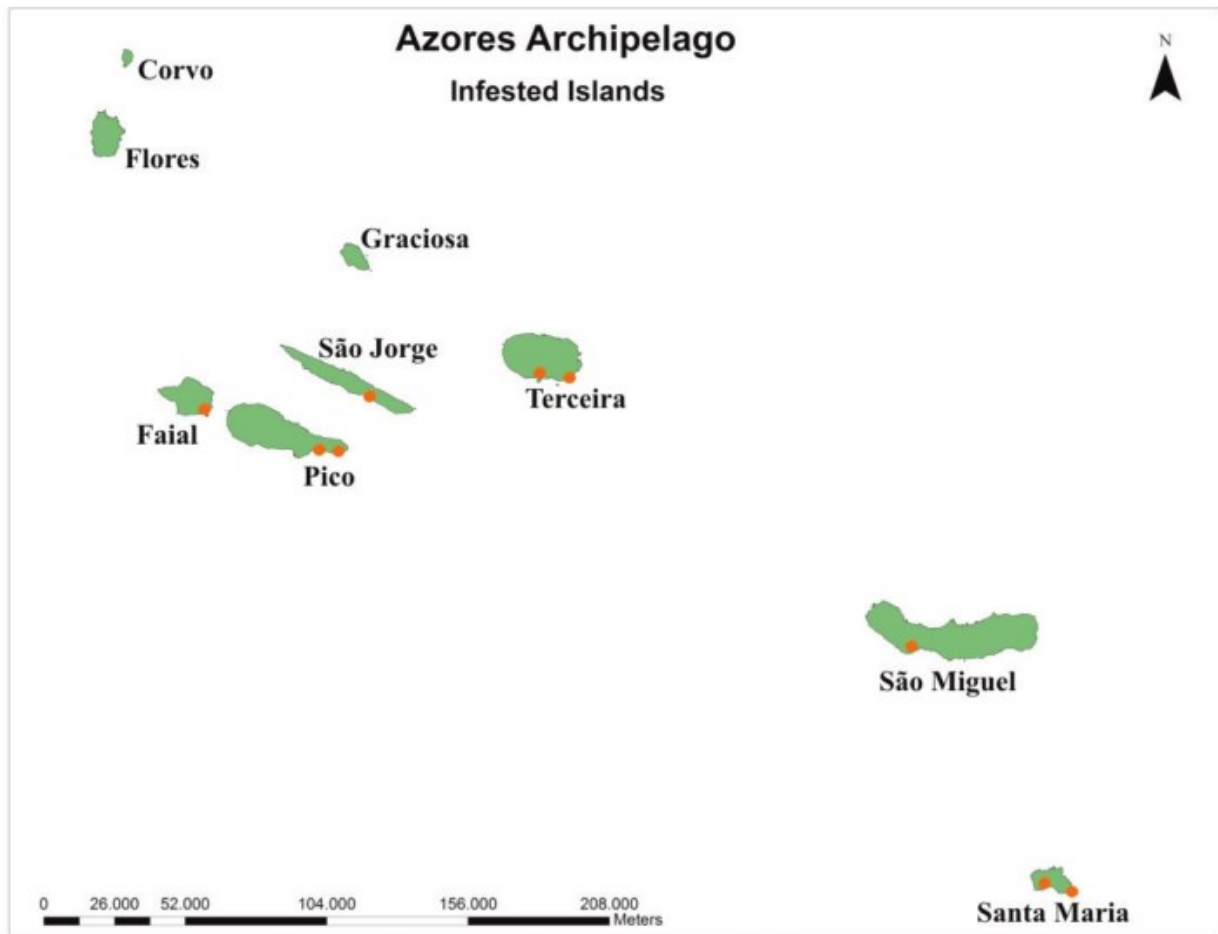 Azores Archipelago
Infested Islands
N
Corvo
Flores
Graciosa
São Jorge
Terceira
Faial
Pico
São Miguel
Santa Maria
0 26.000 52.000 104.000 156.000 208.000
Meters